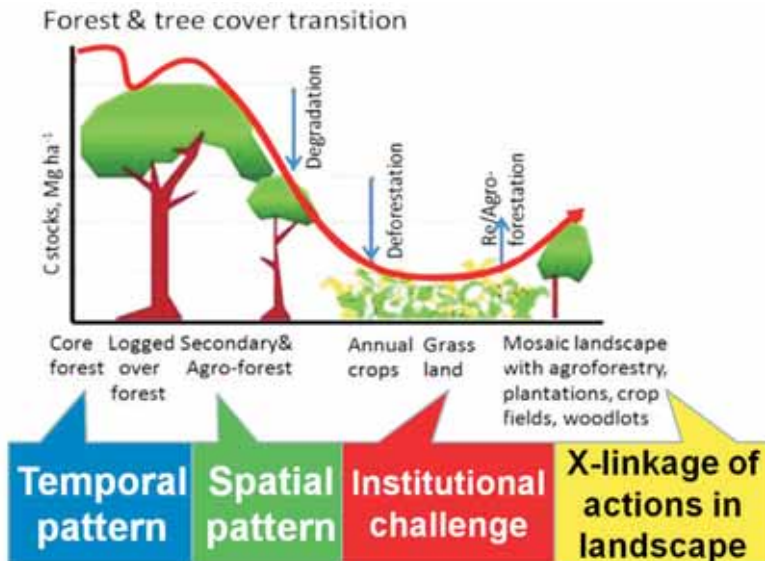 Forest & tree cover transition
C stocks, Mg ha⁻¹
Degradation
Deforestation
Re/Agro-
forestation
Core
forest
Logged
over
forest
Secondary&
Agro-forest
Annual
crops
Grass
land
Mosaic landscape
with agroforestry,
plantations, crop
fields, woodlots
Temporal
pattern
Spatial
pattern
Institutional
challenge
X-linkage of
actions in
landscape